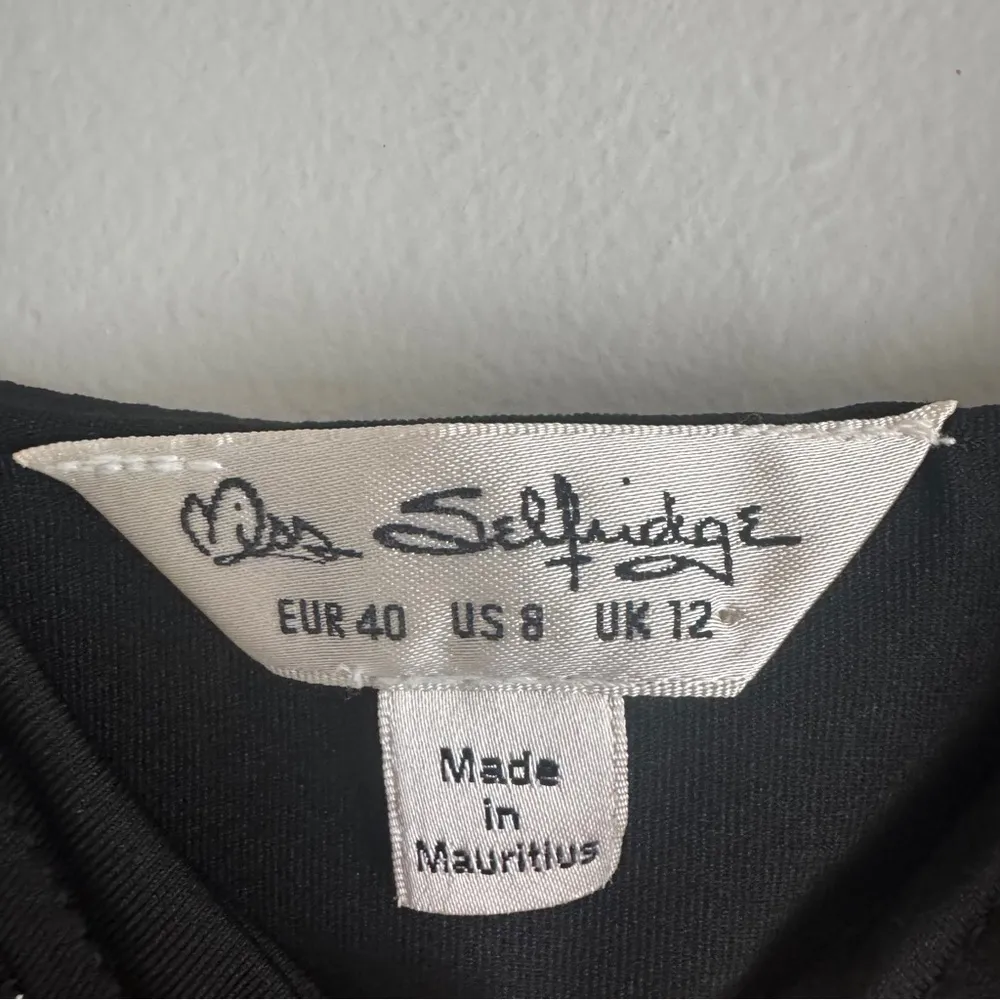 Miss Selfridge
EUR 40 US 8 UK 12
Made
in
Mauritius